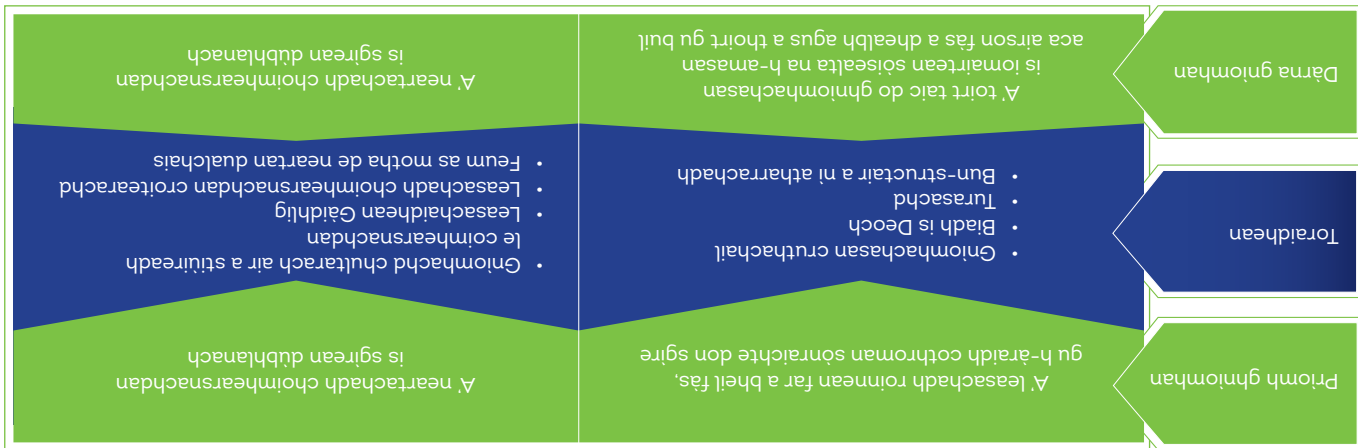 Prìomh ghnìomhan
A' leasachadh roinnean far a bheil fàs,
gu h-àraidh cothroman sònraichte don sgìre
A' neartachadh choimhearsnachdan
is sgìrean dùbhlanach
Toraidhean
• Gnìomhachasan cruthachail
• Biadh is Deoch
• Turasachd
• Bun-structair a nì atharrachadh
• Gnìomhachd chultarach air a stiùireadh
le coimhearsnachdan
• Leasachaidhean Gàidhlig
• Leasachadh choimhearsnachdan croitearachd
• Feum as motha de neartan dualchais
Dàrna gnìomhan
A' toirt taic do ghnìomhachasan
is iomairtean sòisealta na h-amasan
aca airson fàs a dhealbh agus a thoirt gu buil
A' neartachadh choimhearsnachdan
is sgìrean dùbhlanach